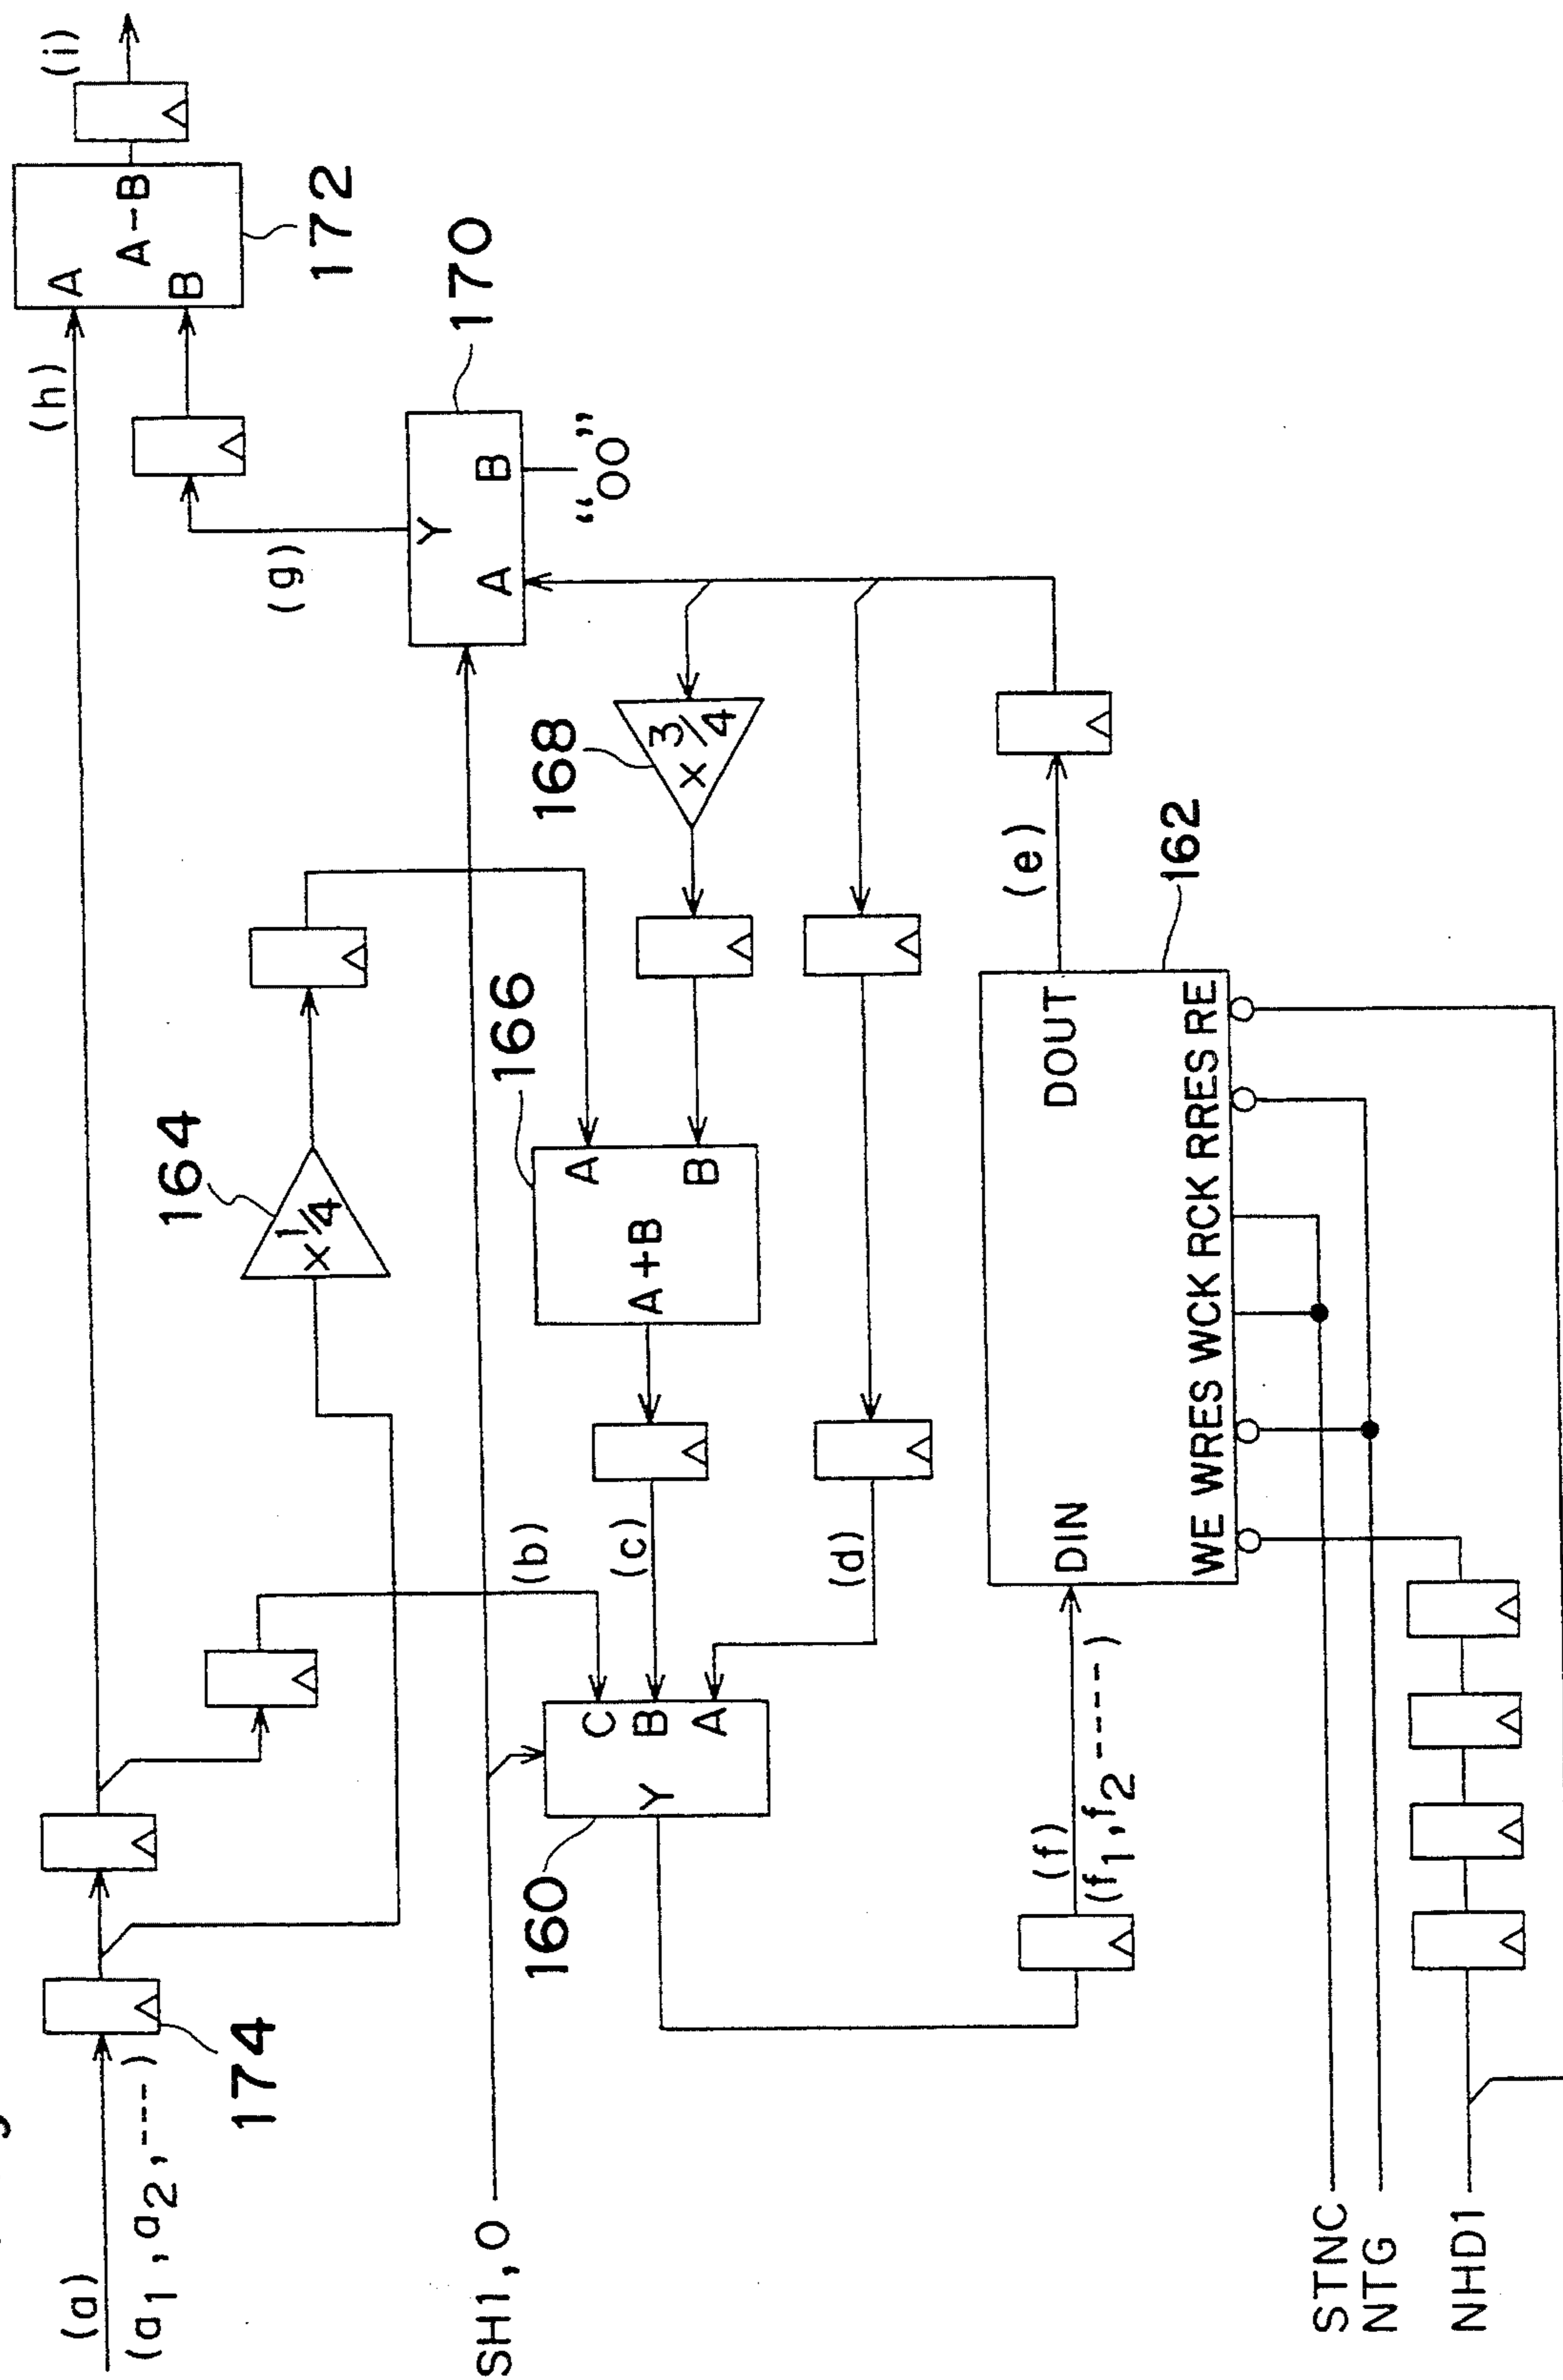 (a)
(a1, a2, ---)
174
(h)
A
A-B
B
172
(i)
164
×1/4
SH1, 0
160
C
B
A
Y
(b)
(c)
(d)
166
A
B
A+B
168
×3/4
(g)
170
Y
A
B
"00"
(f)
(f1, f2 -----)
DIN
DOUT
WE WRES WCK RCK RRES RE
162
(e)
STNC
NTG
NHD1